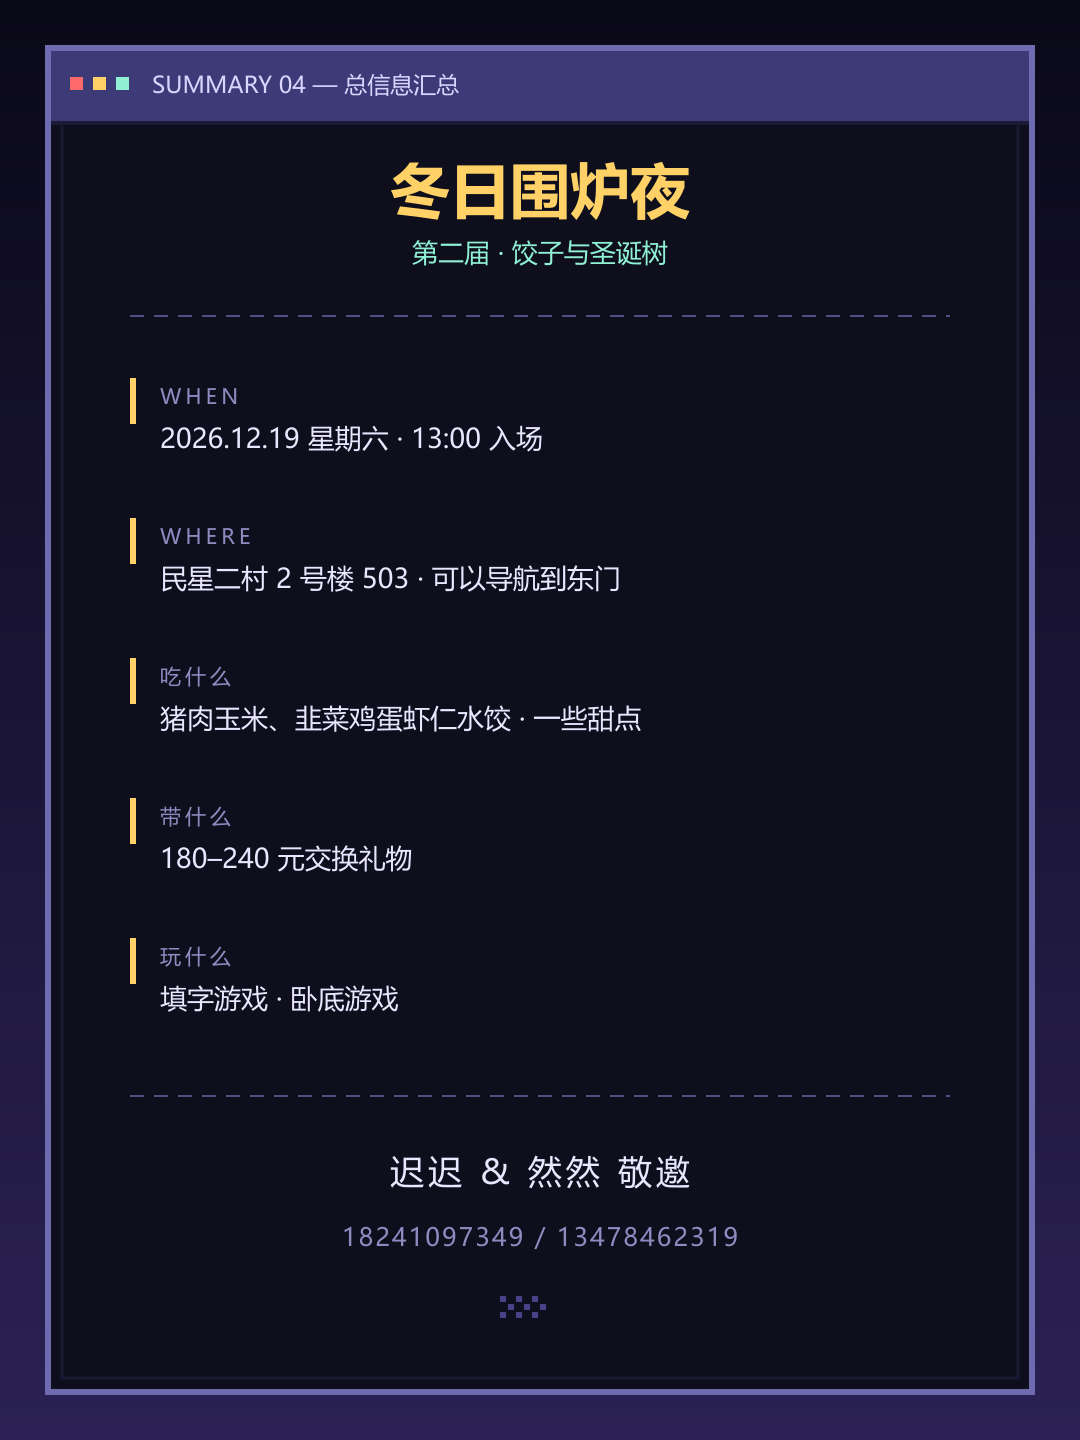 SUMMARY 04 — 总信息汇总
冬日围炉夜
第二届 · 饺子与圣诞树
WHEN
2026.12.19 星期六 · 13:00 入场
WHERE
民星二村 2 号楼 503 · 可以导航到东门
吃什么
猪肉玉米、韭菜鸡蛋虾仁水饺 · 一些甜点
带什么
180–240 元交换礼物
玩什么
填字游戏 · 卧底游戏
迟迟 & 然然 敬邀
18241097349 / 13478462319